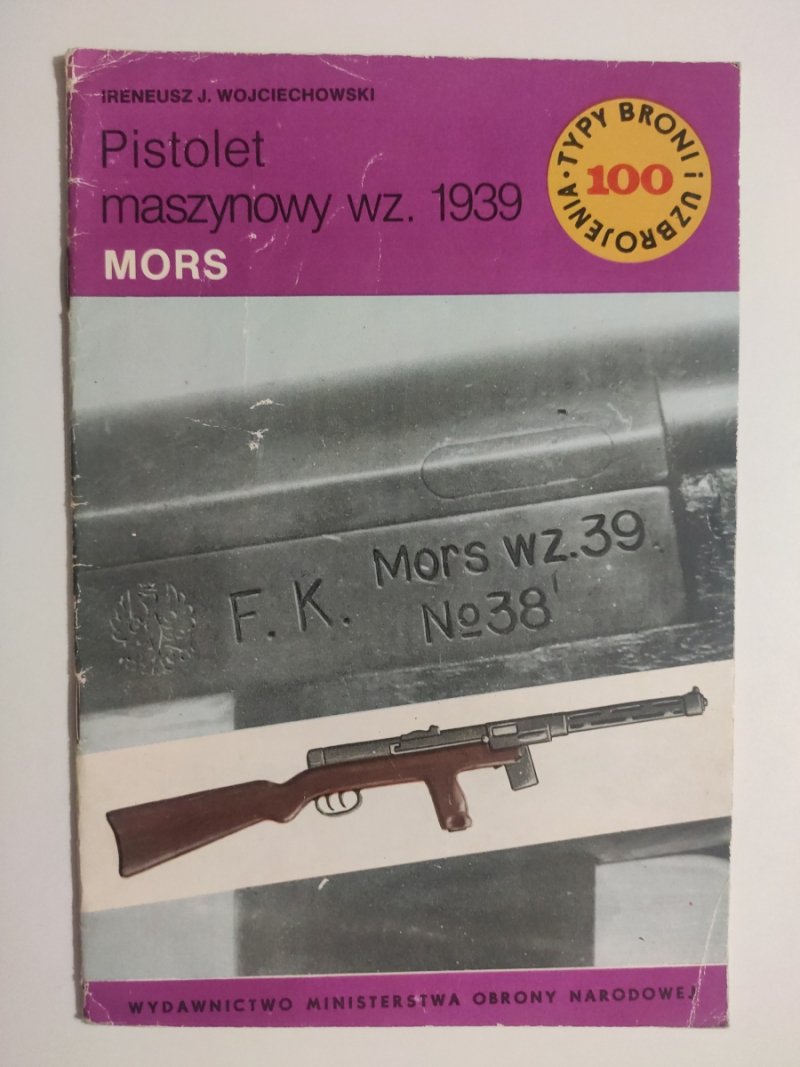 IRENEUSZ J. WOJCIECHOWSKI
Pistolet
maszynowy wz. 1939
MORS
TYPY BRONI i UZBROJENIA •
100
F. K. Mors wz.39.
No38
WYDAWNICTWO MINISTERSTWA OBRONY NARODOWEJ